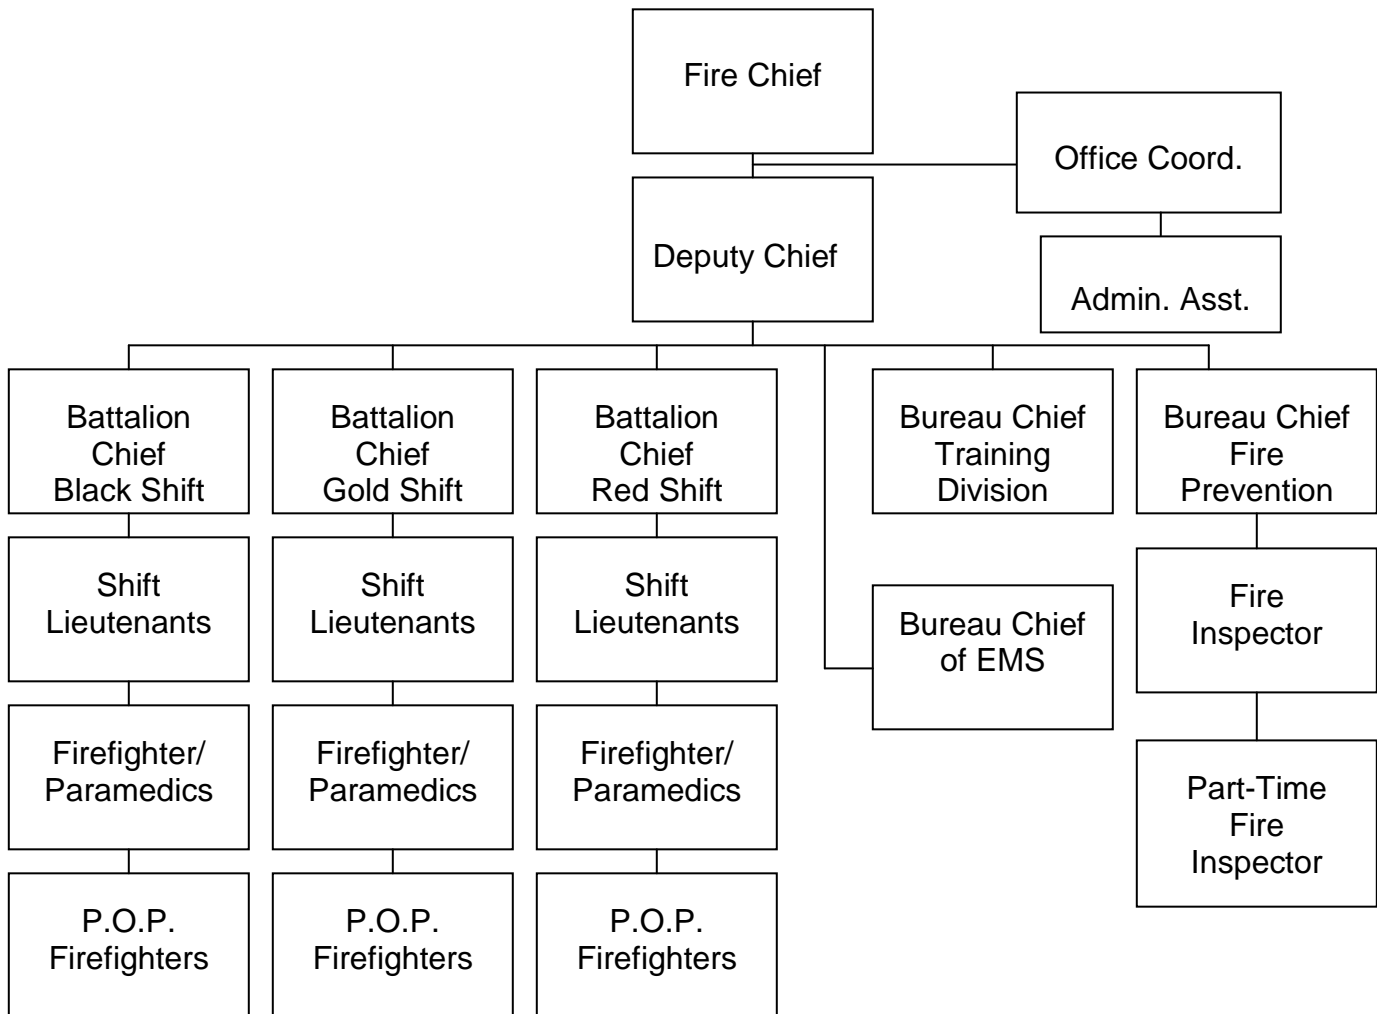 Fire Chief
Office Coord.
Deputy Chief
Admin. Asst.
Battalion
Chief
Black Shift
Battalion
Chief
Gold Shift
Battalion
Chief
Red Shift
Bureau Chief
Training
Division
Bureau Chief
Fire
Prevention
Shift
Lieutenants
Shift
Lieutenants
Shift
Lieutenants
Bureau Chief
of EMS
Fire
Inspector
Firefighter/
Paramedics
Firefighter/
Paramedics
Firefighter/
Paramedics
Part-Time
Fire
Inspector
P.O.P.
Firefighters
P.O.P.
Firefighters
P.O.P.
Firefighters